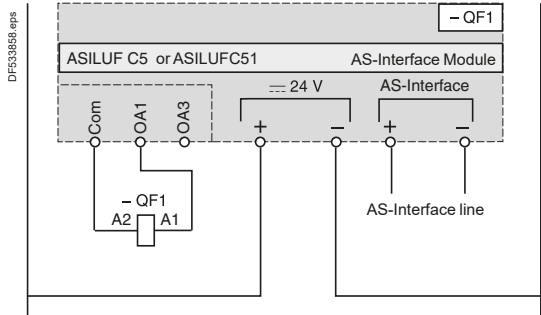 DF533858.eps
– QF1
ASILUF C5 or ASILUFC51 AS-Interface Module
24 V AS-Interface
Com OA1 OA3 + – + –
– QF1
A2 A1
AS-Interface line